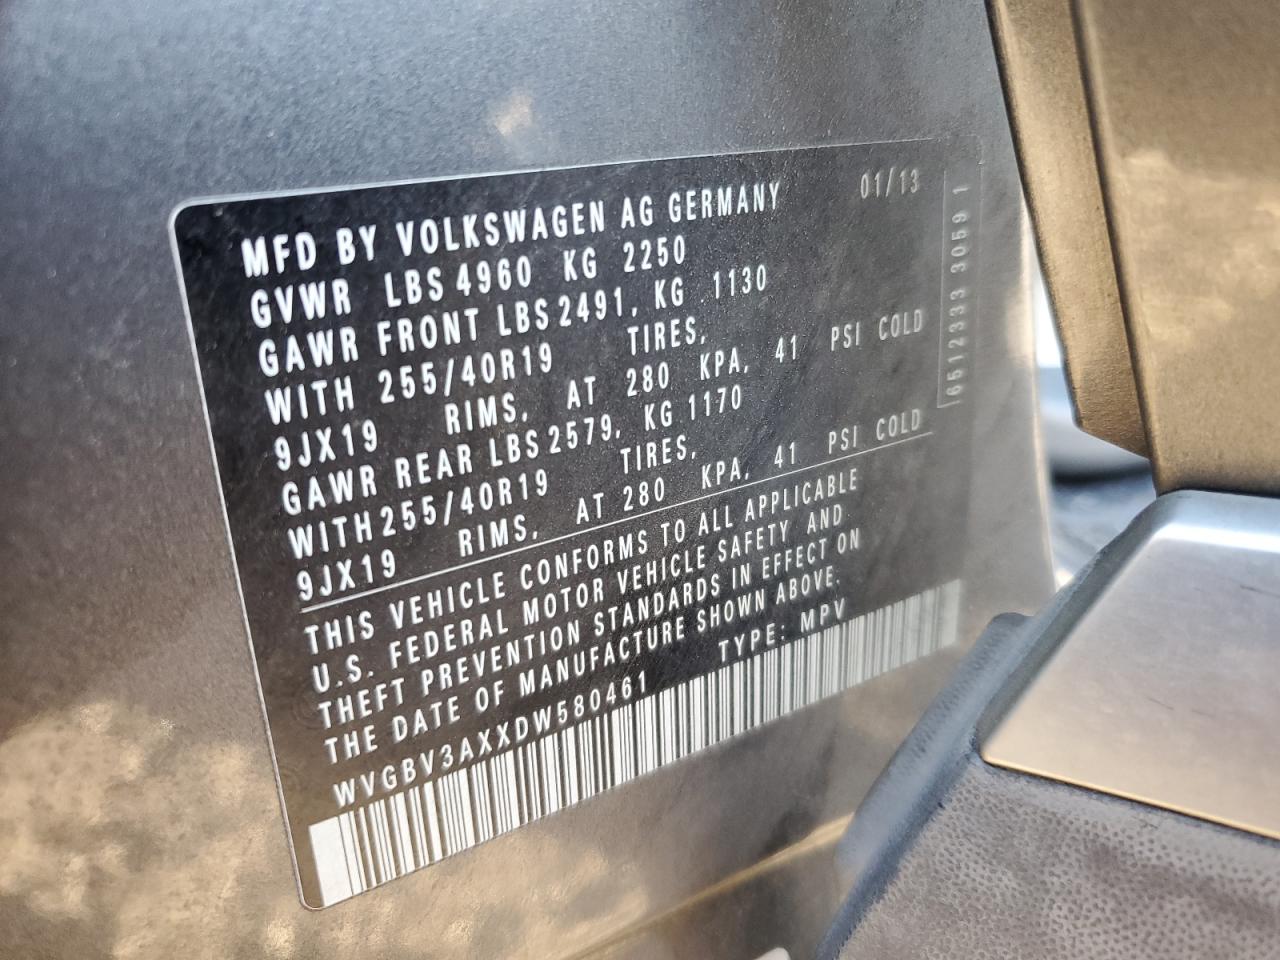 MFD BY VOLKSWAGEN AG GERMANY 01/13
GVWR LBS 4960 KG 2250
GAWR FRONT LBS 2491, KG 1130
WITH 255/40R19 TIRES,
9JX19 RIMS, AT 280 KPA, 41 PSI COLD
GAWR REAR LBS 2579, KG 1170
WITH 255/40R19 TIRES,
9JX19 RIMS, AT 280 KPA, 41 PSI COLD
THIS VEHICLE CONFORMS TO ALL APPLICABLE
U.S. FEDERAL MOTOR VEHICLE SAFETY AND
THEFT PREVENTION STANDARDS IN EFFECT ON
THE DATE OF MANUFACTURE SHOWN ABOVE.
WVGBV3AXXDW580461 TYPE: MPV
6512333 3059 1